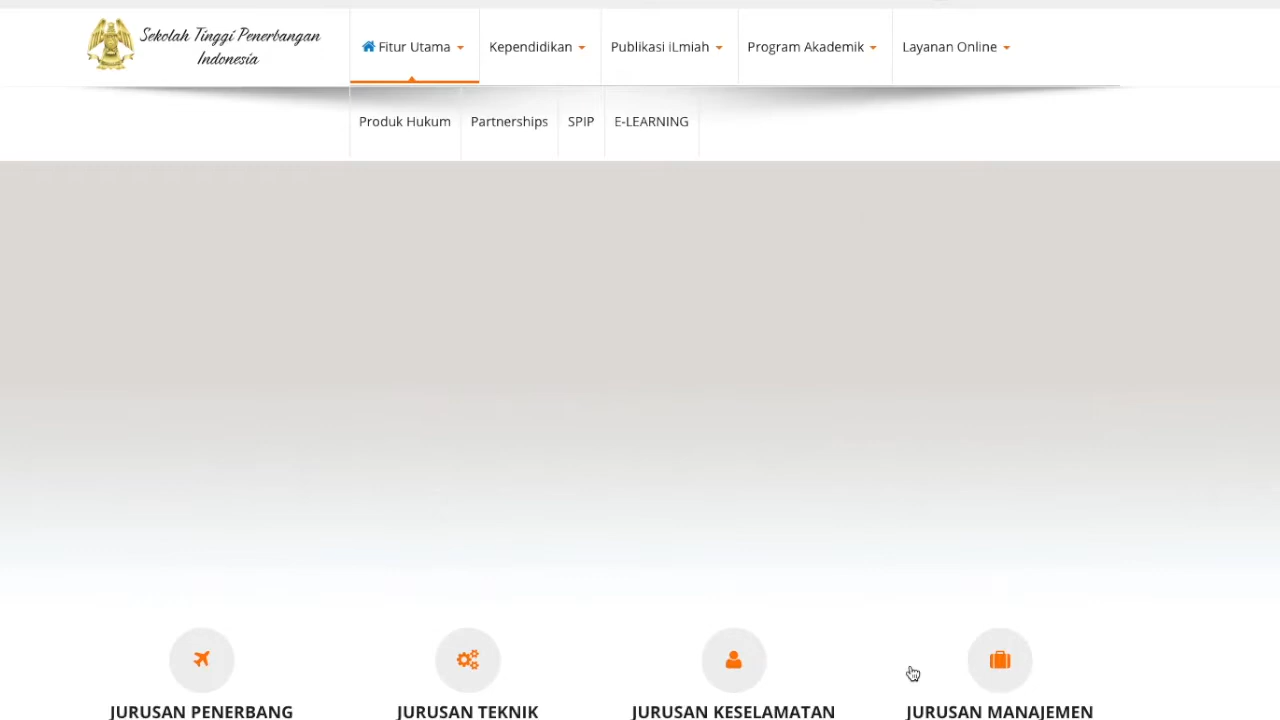 Sekolah Tinggi Penerbangan
Indonesia
Fitur Utama
Kependidikan
Publikasi iLmiah
Program Akademik
Layanan Online
Produk Hukum
Partnerships
SPIP
E-LEARNING
JURUSAN PENERBANG
JURUSAN TEKNIK
JURUSAN KESELAMATAN
JURUSAN MANAJEMEN